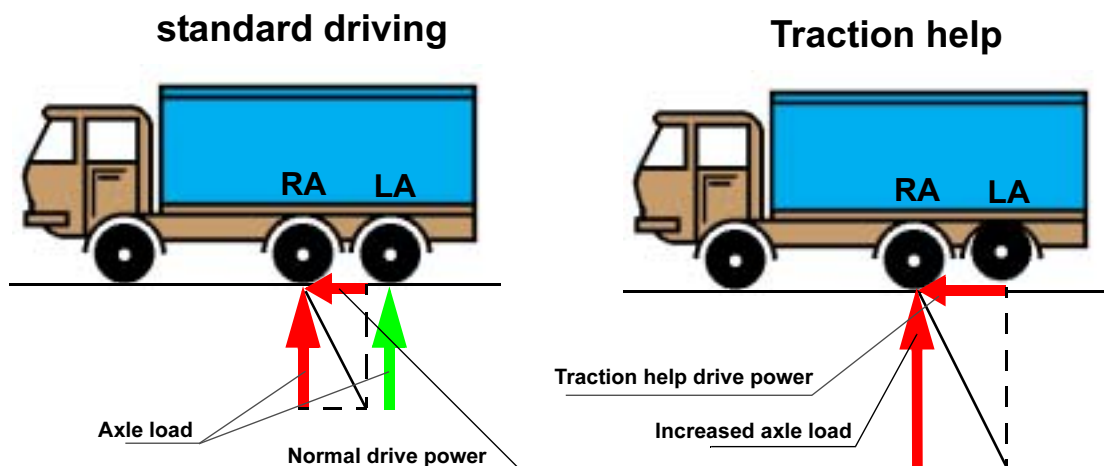 standard driving
Traction help
RA LA
RA LA
Traction help drive power
Axle load
Increased axle load
Normal drive power